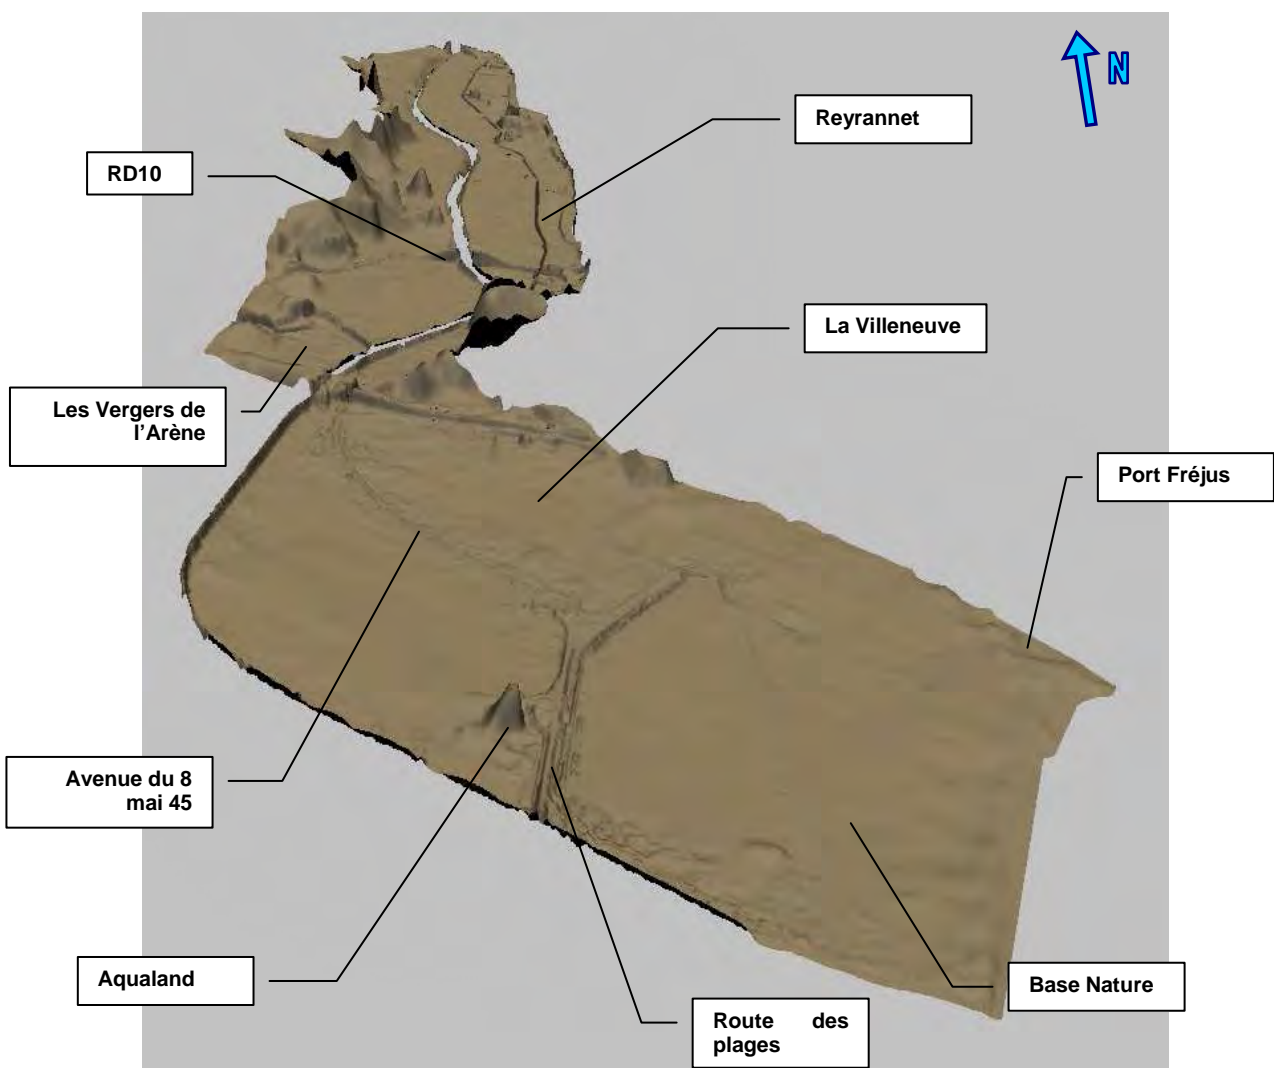 N
Reyrannet
RD10
La Villeneuve
Les Vergers de
l'Arène
Port Fréjus
Avenue du 8
mai 45
Aqualand
Base Nature
Route des
plages